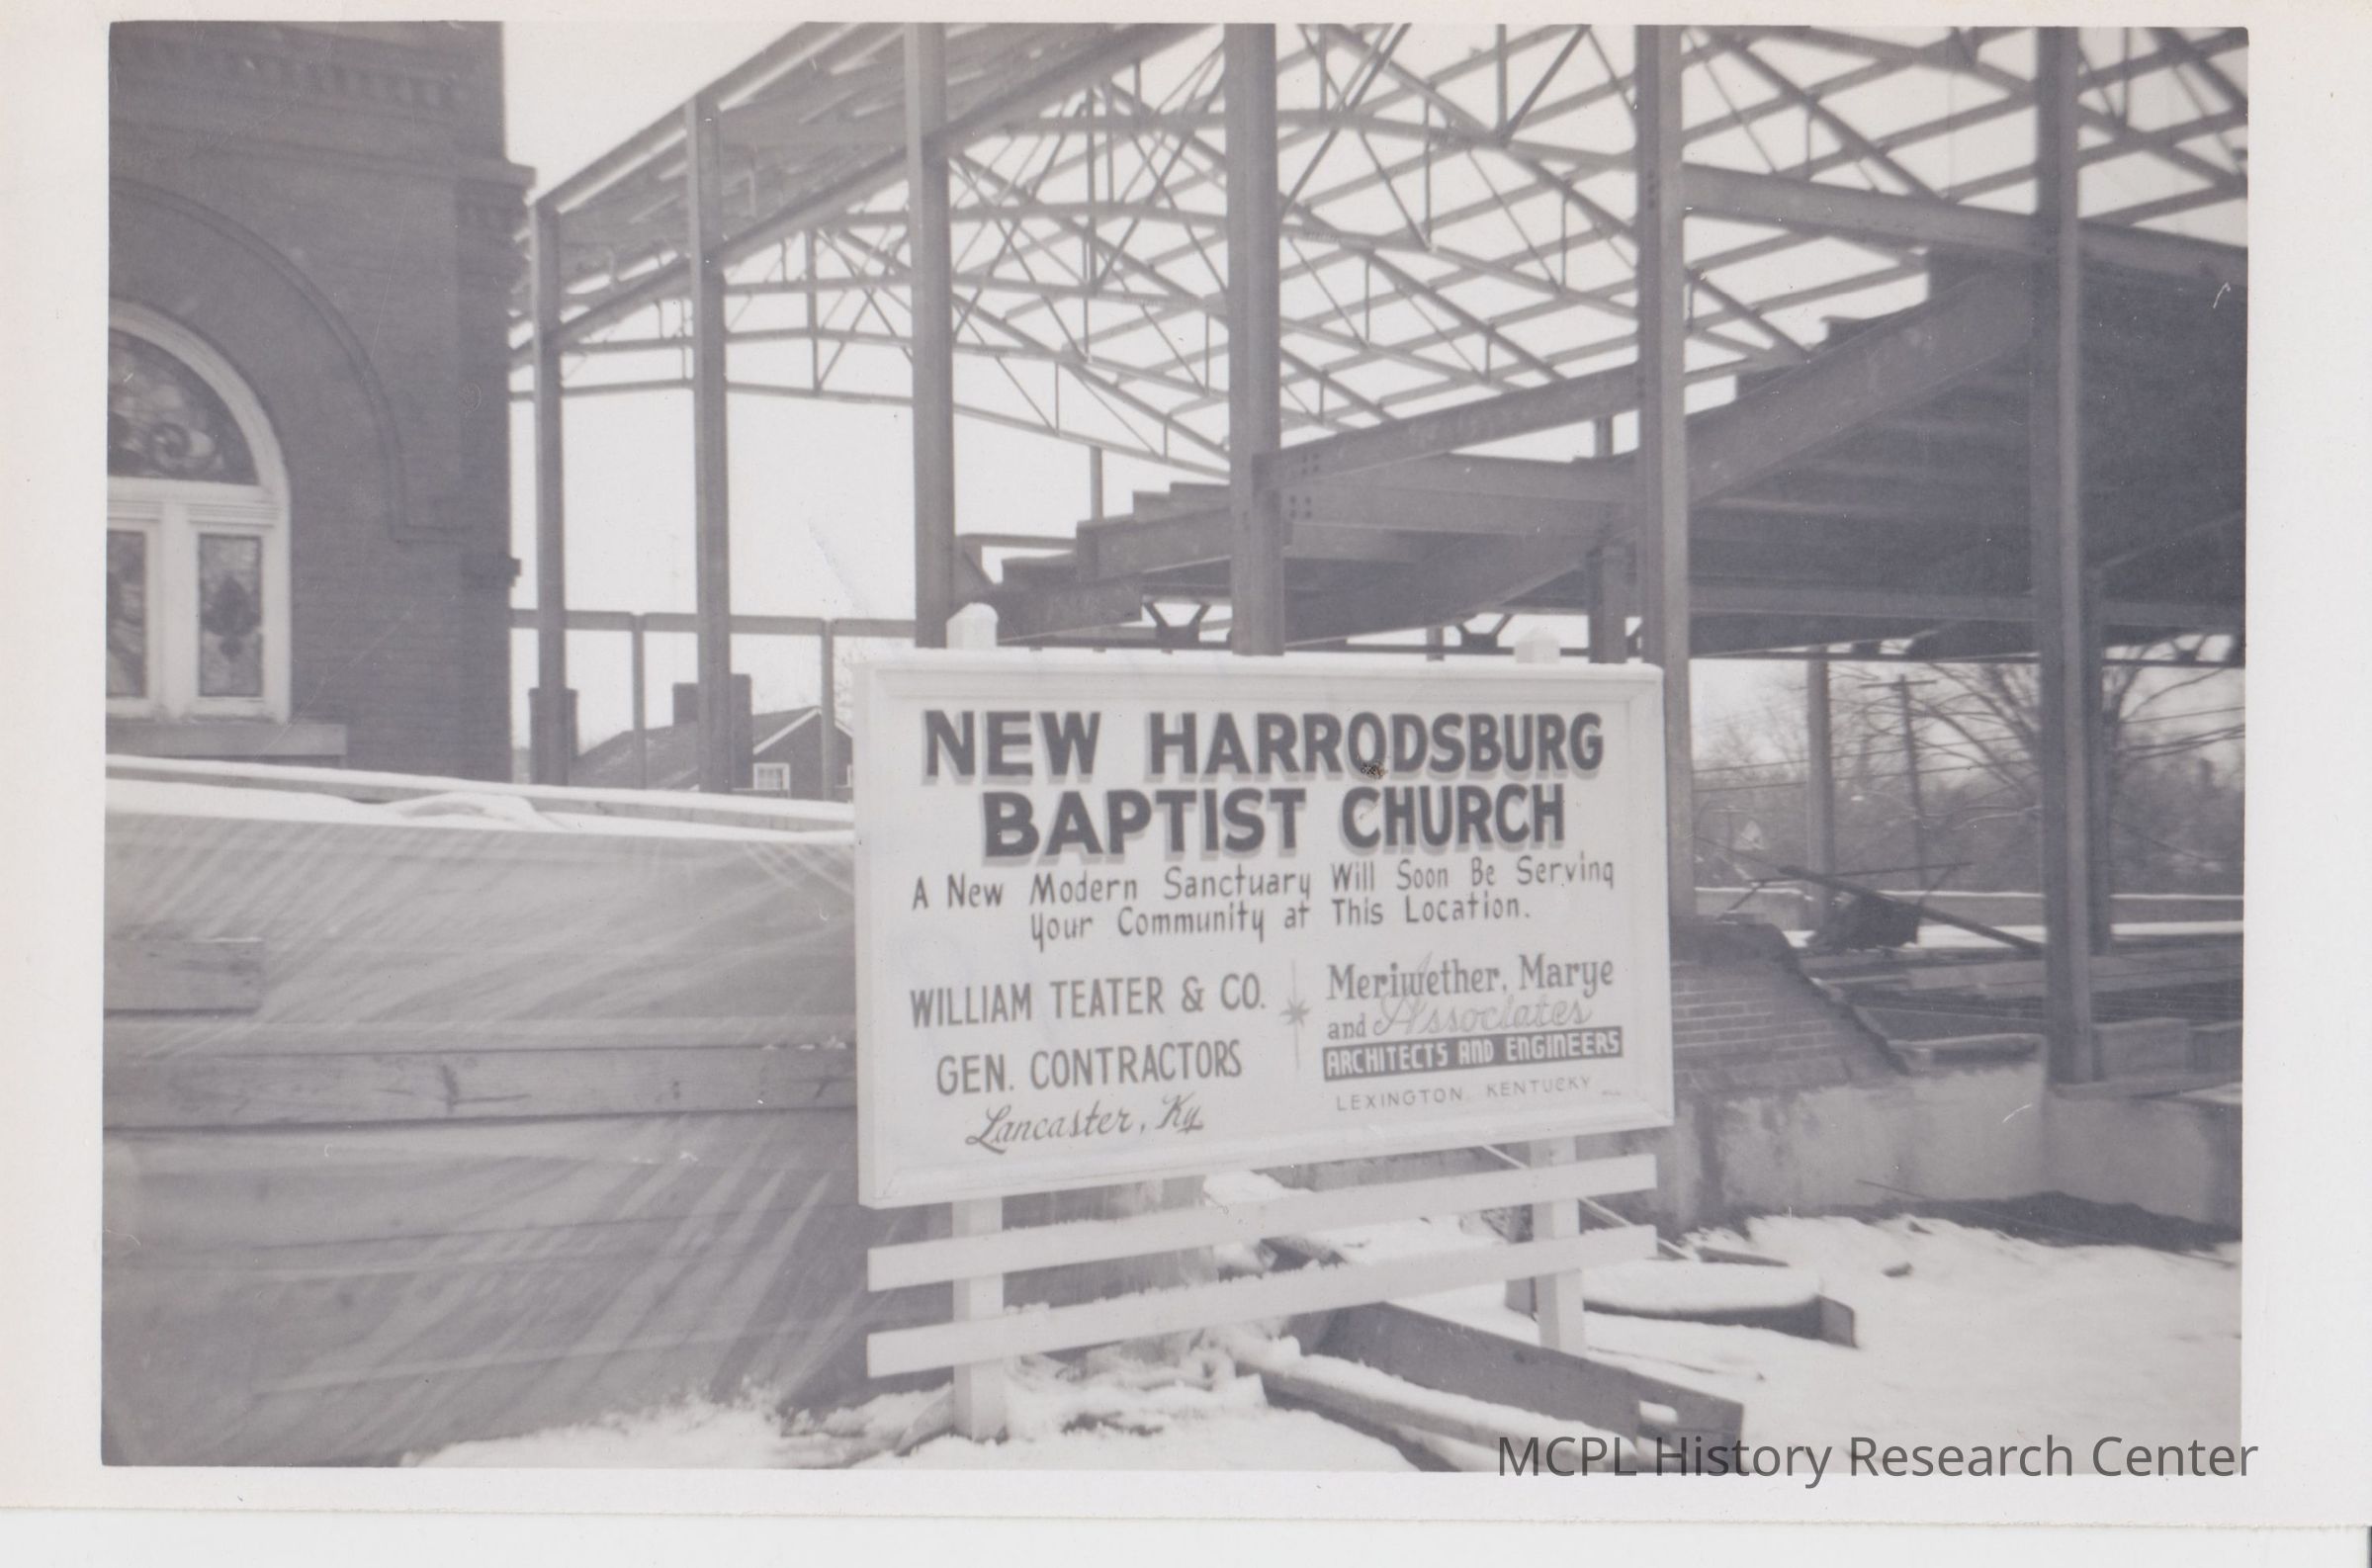 NEW HARRODSBURG
BAPTIST CHURCH
A New Modern Sanctuary Will Soon Be Serving
your Community at This Location.
WILLIAM TEATER & CO.
GEN. CONTRACTORS
Lancaster, Ky.
Meriwether, Marye
and Associates
ARCHITECTS AND ENGINEERS
LEXINGTON KENTUCKY
MCPL History Research Center